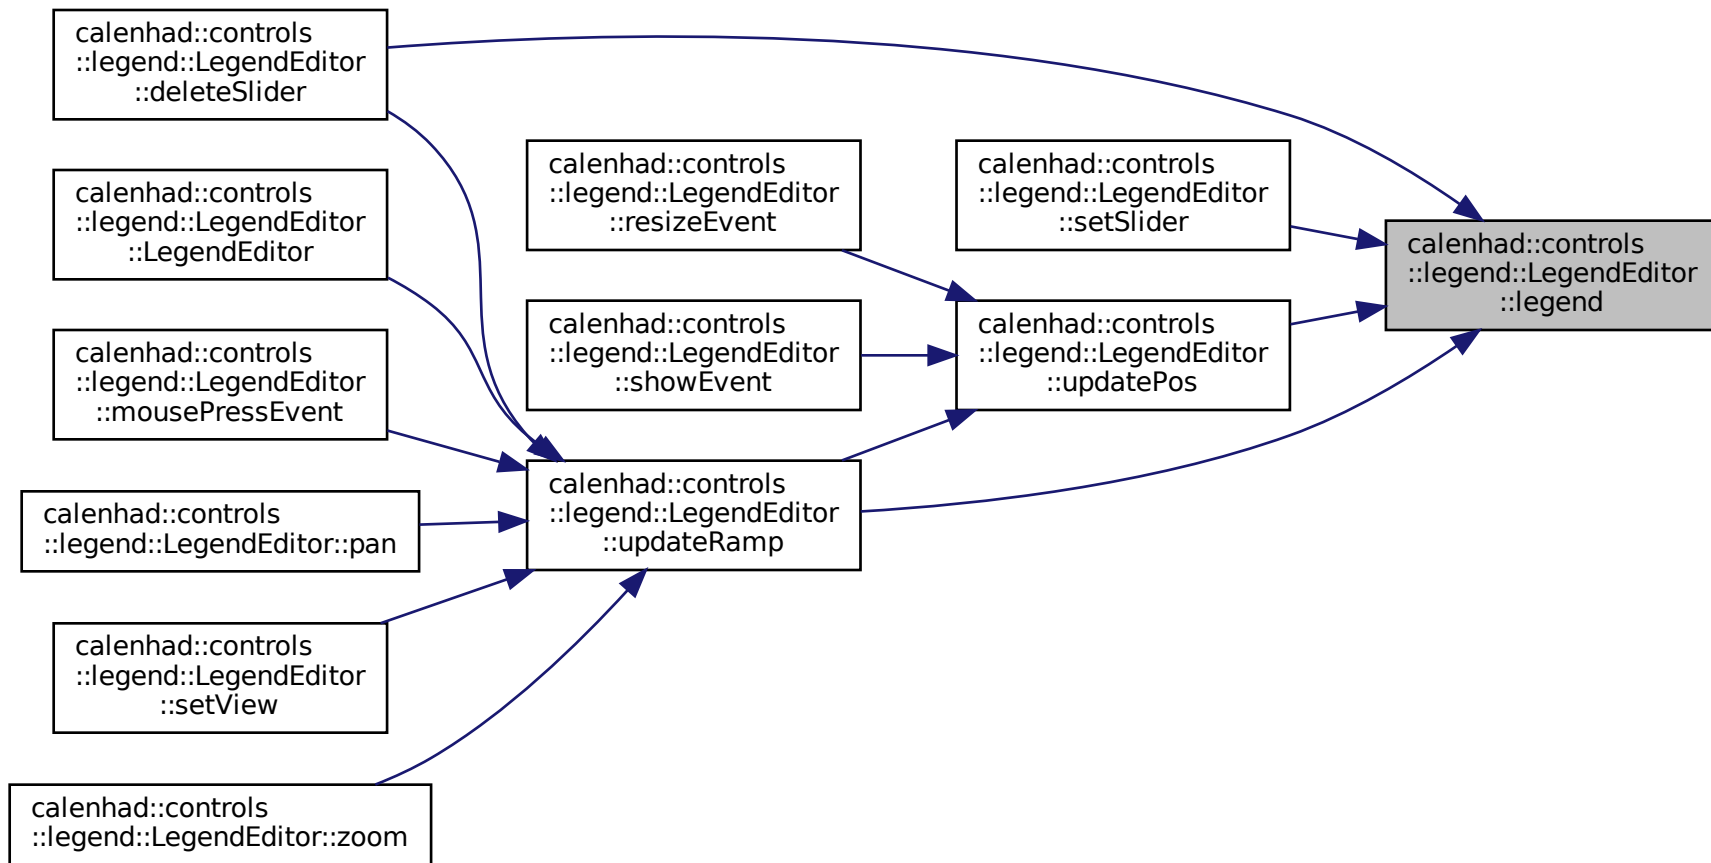 calenhad::controls
::legend::LegendEditor
::deleteSlider
calenhad::controls
::legend::LegendEditor
::LegendEditor
calenhad::controls
::legend::LegendEditor
::mousePressEvent
calenhad::controls
::legend::LegendEditor::pan
calenhad::controls
::legend::LegendEditor
::setView
calenhad::controls
::legend::LegendEditor::zoom
calenhad::controls
::legend::LegendEditor
::resizeEvent
calenhad::controls
::legend::LegendEditor
::showEvent
calenhad::controls
::legend::LegendEditor
::updateRamp
calenhad::controls
::legend::LegendEditor
::setSlider
calenhad::controls
::legend::LegendEditor
::updatePos
calenhad::controls
::legend::LegendEditor
::legend